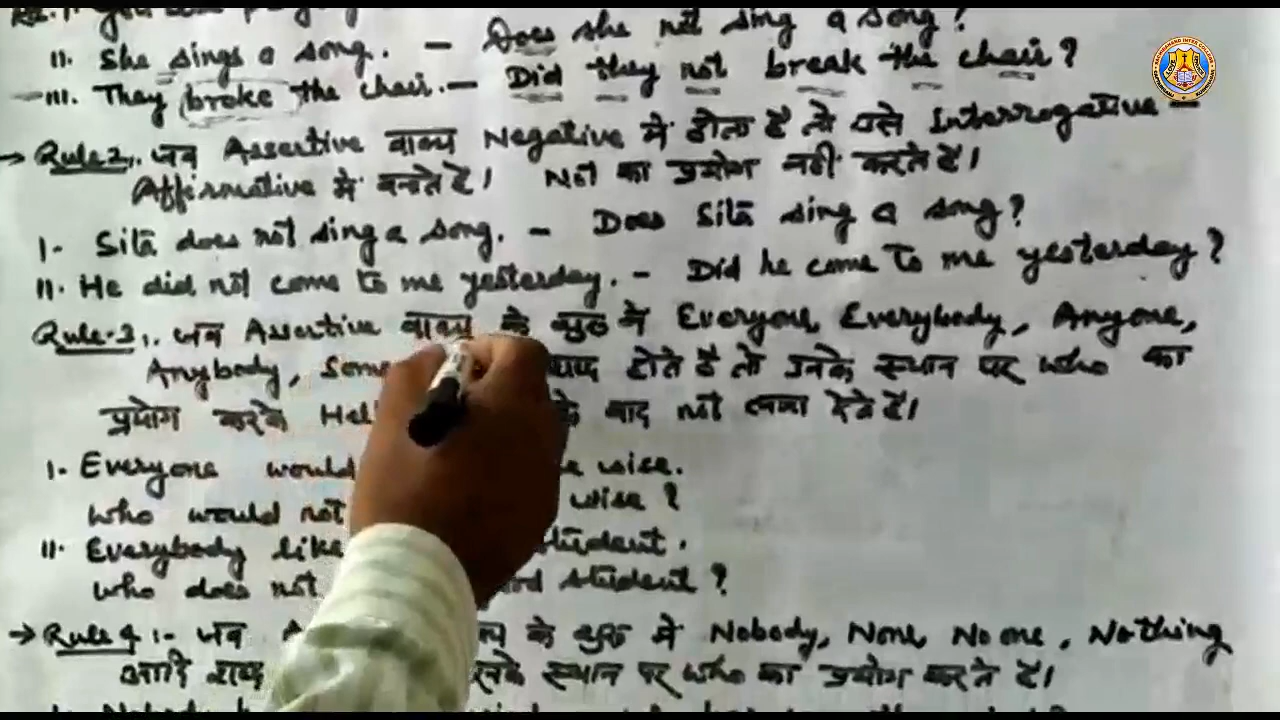 II. She sings a song. - Does she not sing a song?
III. They broke the chair. - Did they not break the chair?
→ Rule 2:. जब Assertive वाक्य Negative में होता है तो उसे Interrogative -
Affirmative में बनाते हैं। Not का प्रयोग नहीं करते हैं।
I- Sita does not sing a song. - Does Sita sing a song?
II. He did not come to me yesterday. - Did he come to me yesterday?
Rule-3:. जब Assertive वाक्य के शुरु में Everyone, Everybody, Anyone,
Anybody, शब्द होते हैं तो उनके स्थान पर who का
प्रयोग करके के बाद not लगा देते हैं।
I. Everyone would wise.
Who would not wise?
II. Everybody like student.
Who does not student?
→ Rule 4:- जब के शुरु में Nobody, None, No one, Nothing
आदि शब्द उनके स्थान पर who का प्रयोग करते हैं।